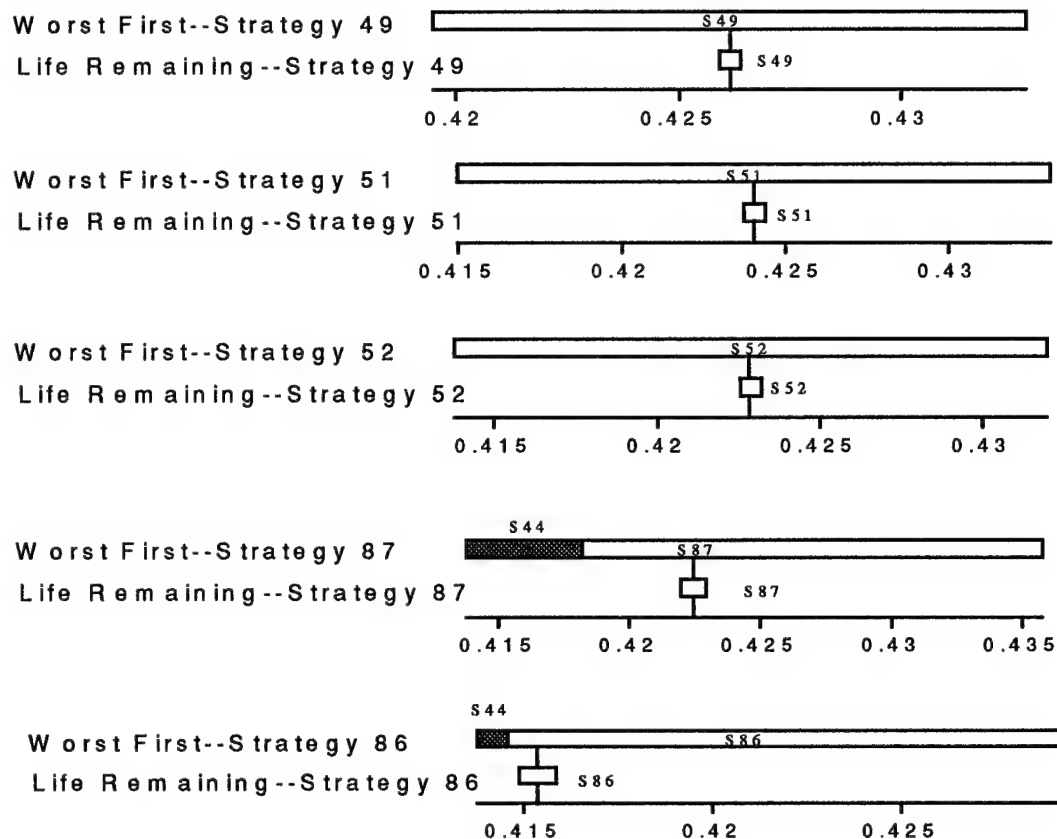 Worst First--Strategy 49
S49
Life Remaining--Strategy 49
S49
0.42 0.425 0.43
Worst First--Strategy 51
S51
Life Remaining--Strategy 51
S51
0.415 0.42 0.425 0.43
Worst First--Strategy 52
S52
Life Remaining--Strategy 52
S52
0.415 0.42 0.425 0.43
S44
Worst First--Strategy 87
S87
Life Remaining--Strategy 87
S87
0.415 0.42 0.425 0.43 0.435
S44
Worst First--Strategy 86
S86
Life Remaining--Strategy 86
S86
0.415 0.42 0.425